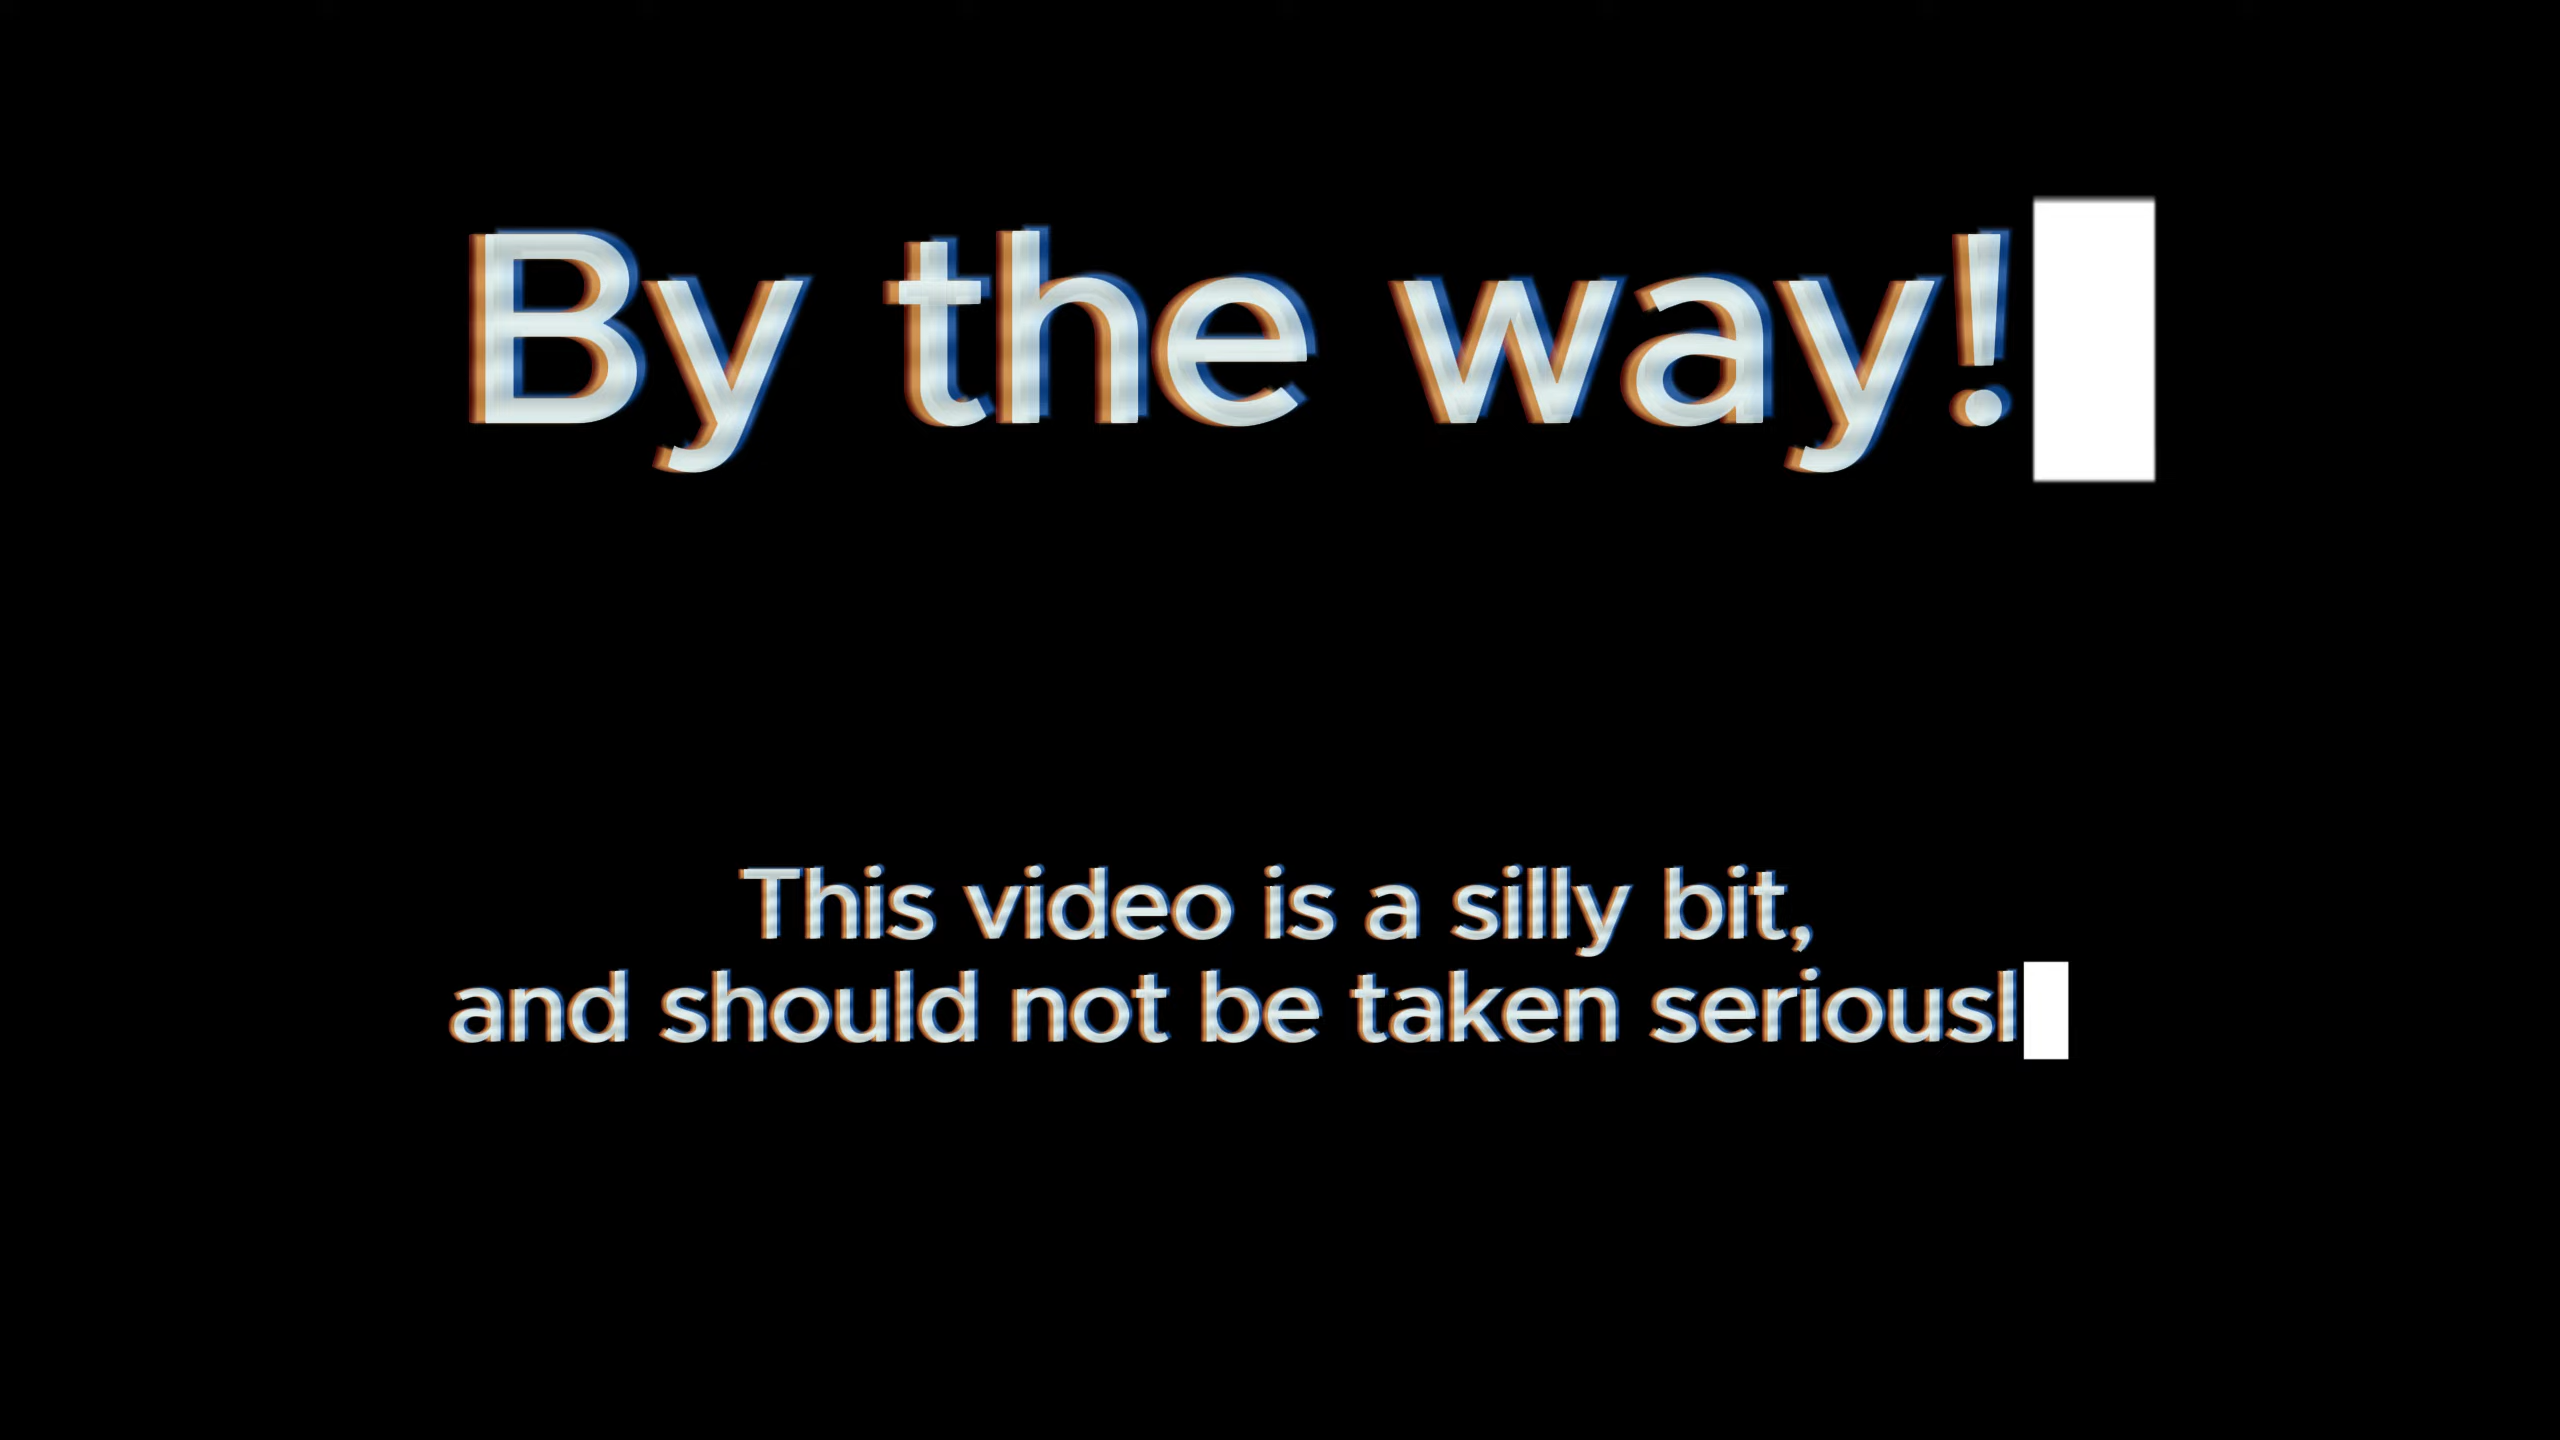 By the way!
This video is a silly bit,
and should not be taken seriousl